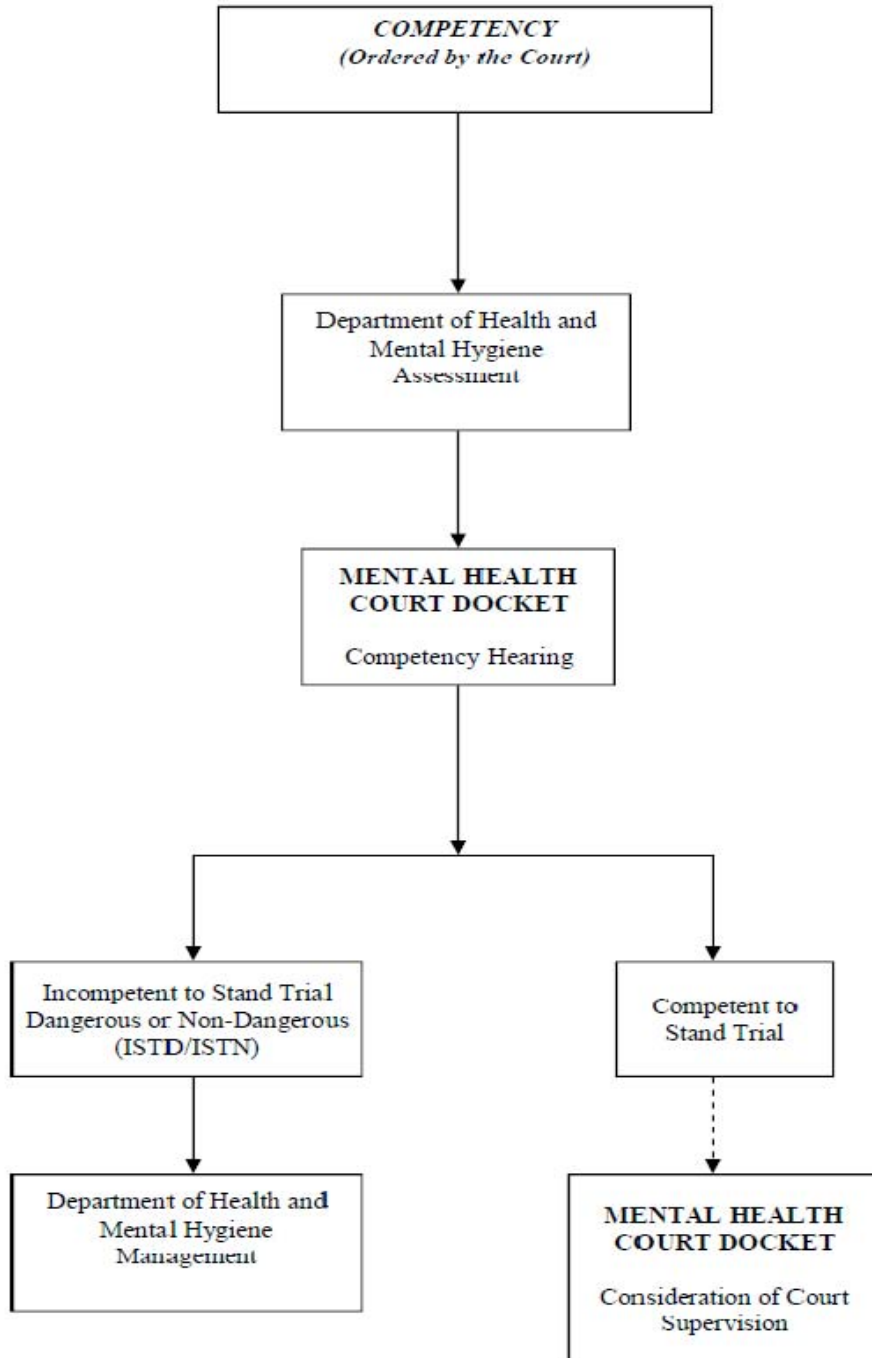 COMPETENCY
(Ordered by the Court)
Department of Health and
Mental Hygiene
Assessment
MENTAL HEALTH
COURT DOCKET
Competency Hearing
Incompetent to Stand Trial
Dangerous or Non-Dangerous
(ISTD/ISTN)
Competent to
Stand Trial
Department of Health and
Mental Hygiene
Management
MENTAL HEALTH
COURT DOCKET
Consideration of Court
Supervision